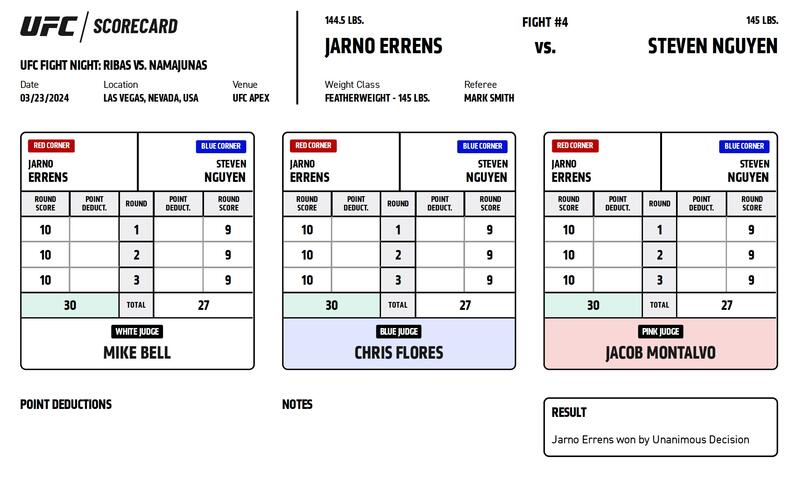 UFC / SCORECARD
UFC FIGHT NIGHT: RIBAS VS. NAMAJUNAS
Date Location Venue
03/23/2024 LAS VEGAS, NEVADA, USA UFC APEX
144.5 LBS. FIGHT #4 145 LBS.
JARNO ERRENS VS. STEVEN NGUYEN
Weight Class Referee
FEATHERWEIGHT - 145 LBS. MARK SMITH
RED CORNER BLUE CORNER
JARNO STEVEN
ERRENS NGUYEN
ROUND POINT ROUND POINT ROUND
SCORE DEDUCT. DEDUCT. SCORE
10 1 9
10 2 9
10 3 9
30 TOTAL 27
WHITE JUDGE
MIKE BELL
RED CORNER BLUE CORNER
JARNO STEVEN
ERRENS NGUYEN
ROUND POINT ROUND POINT ROUND
SCORE DEDUCT. DEDUCT. SCORE
10 1 9
10 2 9
10 3 9
30 TOTAL 27
BLUE JUDGE
CHRIS FLORES
RED CORNER BLUE CORNER
JARNO STEVEN
ERRENS NGUYEN
ROUND POINT ROUND POINT ROUND
SCORE DEDUCT. DEDUCT. SCORE
10 1 9
10 2 9
10 3 9
30 TOTAL 27
PINK JUDGE
JACOB MONTALVO
POINT DEDUCTIONS
NOTES
RESULT
Jarno Errens won by Unanimous Decision